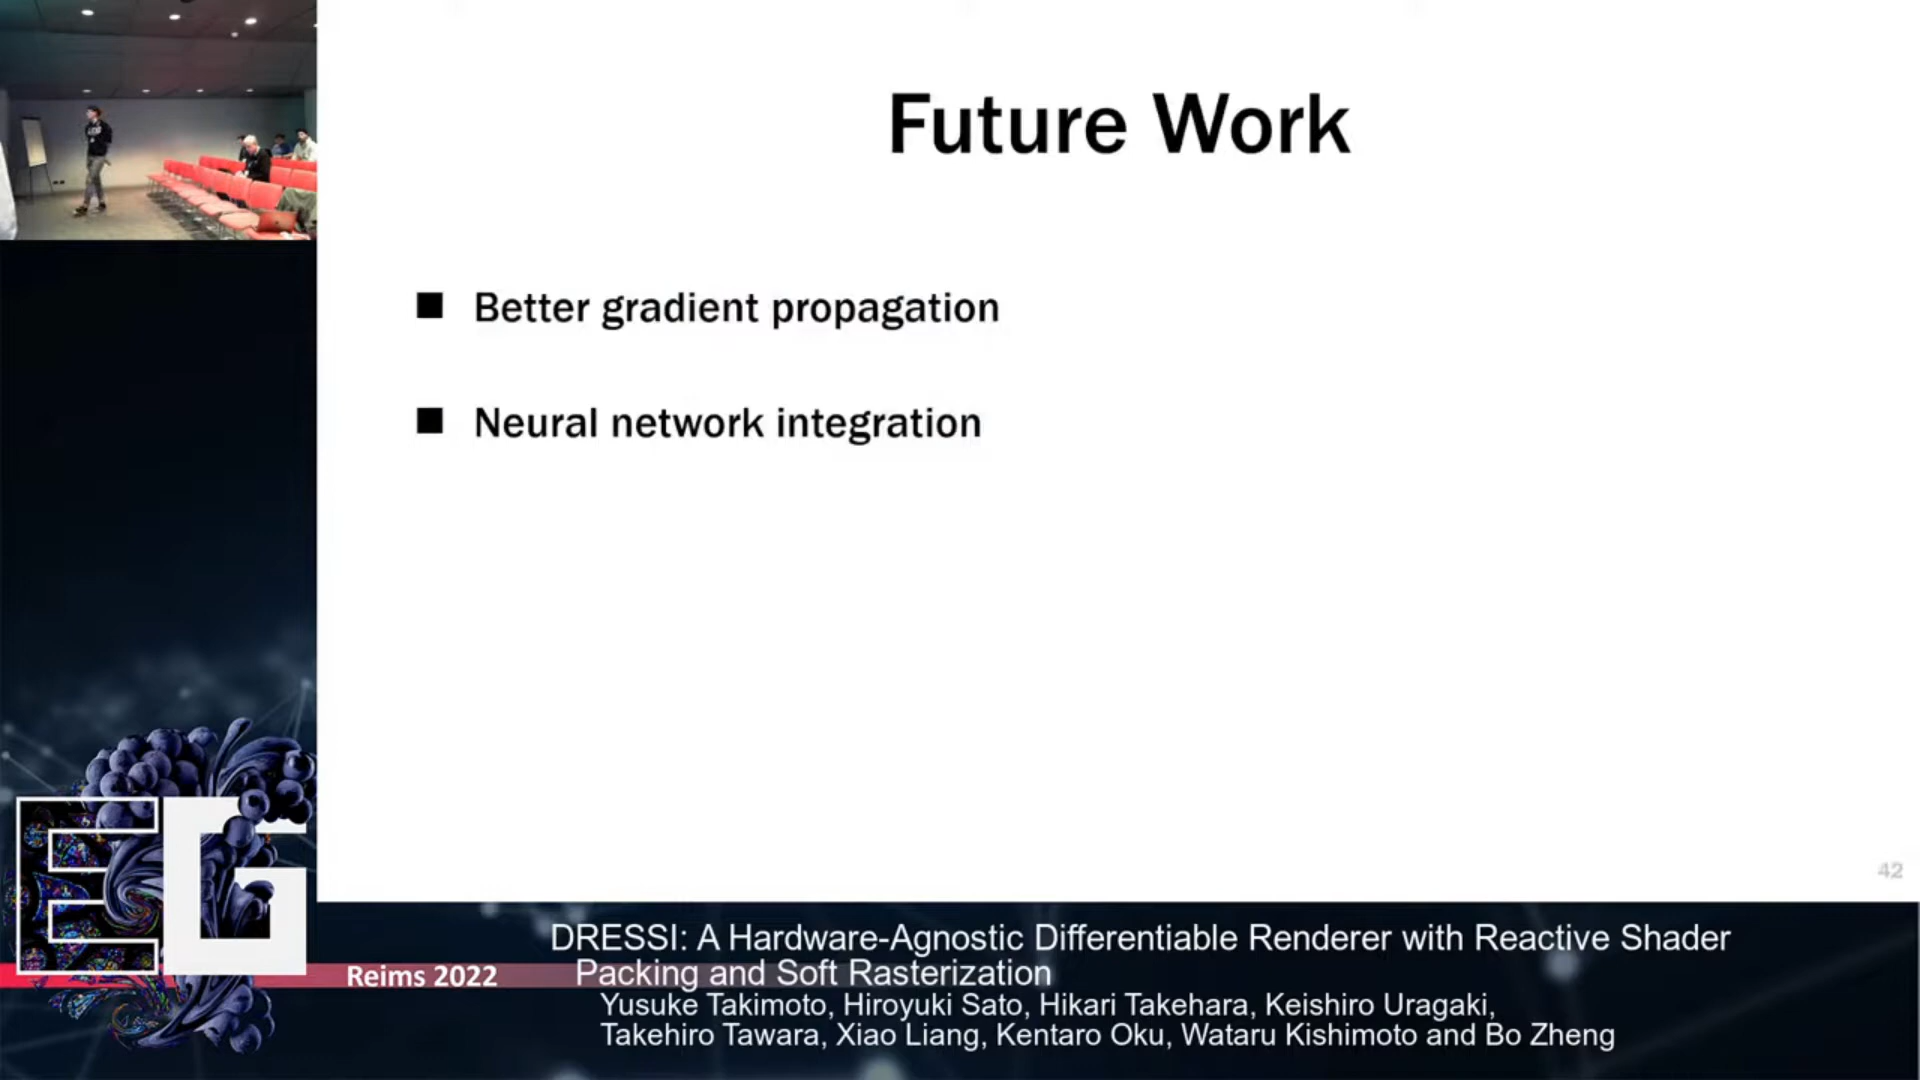 Future Work
■ Better gradient propagation
■ Neural network integration
42
EG
Reims 2022
DRESSI: A Hardware-Agnostic Differentiable Renderer with Reactive Shader
Packing and Soft Rasterization
Yusuke Takimoto, Hiroyuki Sato, Hikari Takehara, Keishiro Uragaki,
Takehiro Tawara, Xiao Liang, Kentaro Oku, Wataru Kishimoto and Bo Zheng